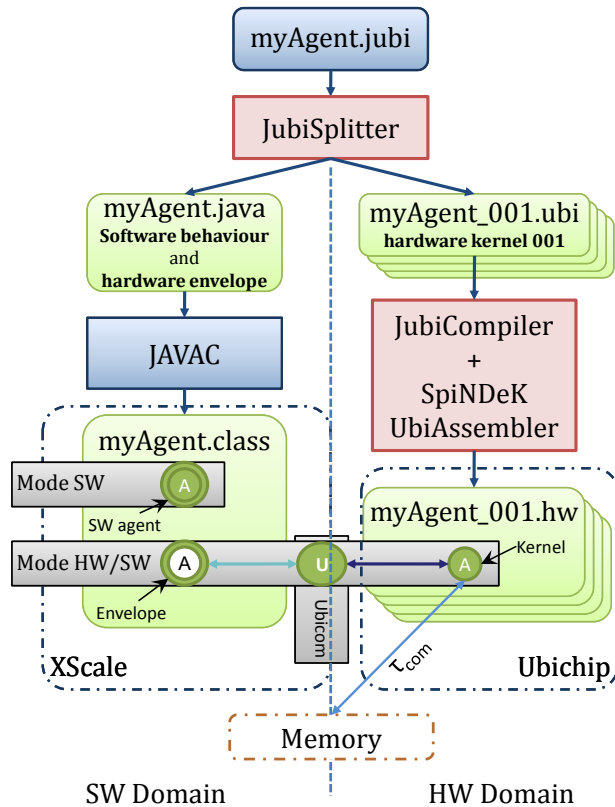 myAgent.jubi
JubiSplitter
myAgent.java
Software behaviour
and
hardware envelope
myAgent_001.ubi
hardware kernel 001
JAVAC
JubiCompiler
+
SpiNDeK
UbiAssembler
myAgent.class
Mode SW
A
SW agent
myAgent_001.hw
Mode HW/SW
A
U
A
Kernel
Envelope
Ubicom
XScale
τcom
Ubichip
Memory
SW Domain
HW Domain